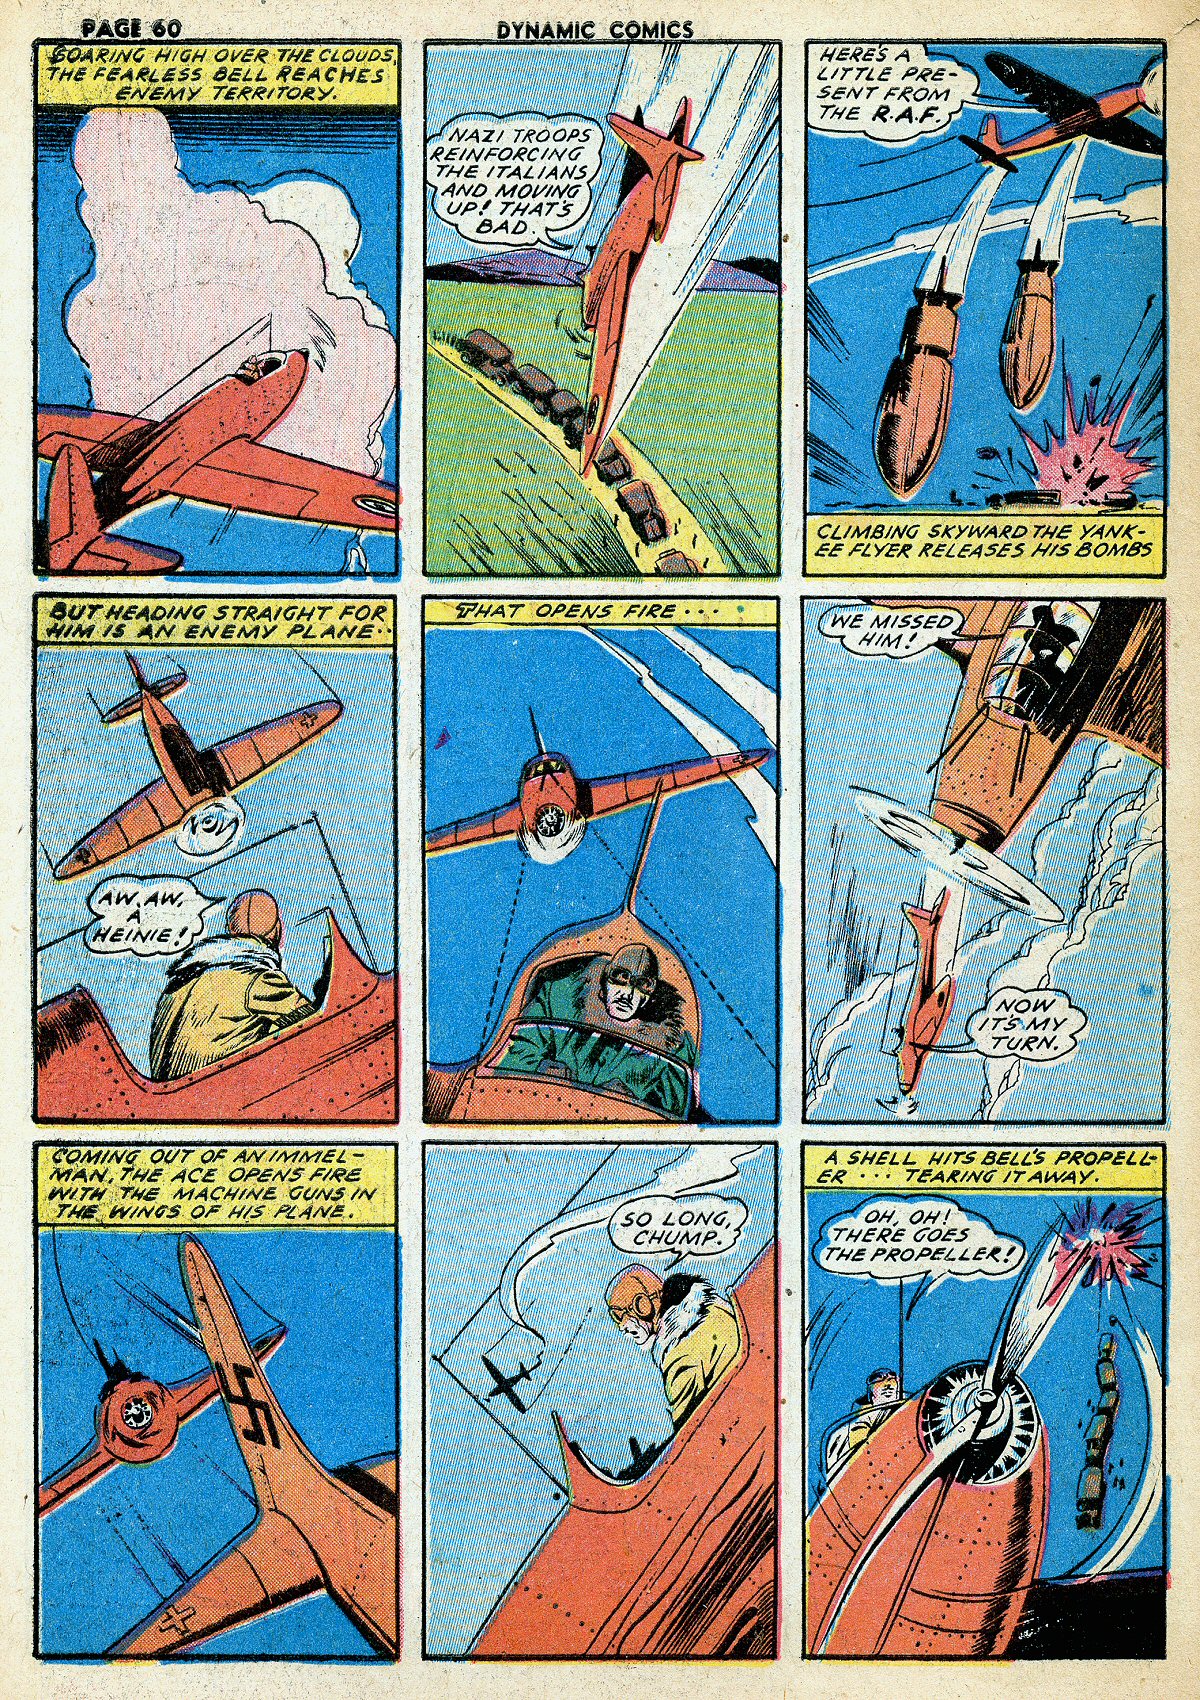 PAGE 60
DYNAMIC COMICS
SOARING HIGH OVER THE CLOUDS,
THE FEARLESS BELL REACHES
ENEMY TERRITORY.
NAZI TROOPS
REINFORCING
THE ITALIANS
AND MOVING
UP! THAT'S
BAD.
HERE'S A
LITTLE PRE-
SENT FROM
THE R.A.F.
CLIMBING SKYWARD THE YANK-
EE FLYER RELEASES HIS BOMBS
BUT HEADING STRAIGHT FOR
HIM IS AN ENEMY PLANE..
AW, AW,
A
HEINIE!
THAT OPENS FIRE ...
WE MISSED
HIM!
NOW
IT'S MY
TURN.
COMING OUT OF AN IMMEL-
MAN, THE ACE OPENS FIRE
WITH THE MACHINE GUNS IN
THE WINGS OF HIS PLANE.
SO LONG,
CHUMP.
A SHELL HITS BELL'S PROPELL-
ER ... TEARING IT AWAY.
OH, OH!
THERE GOES
THE PROPELLER!